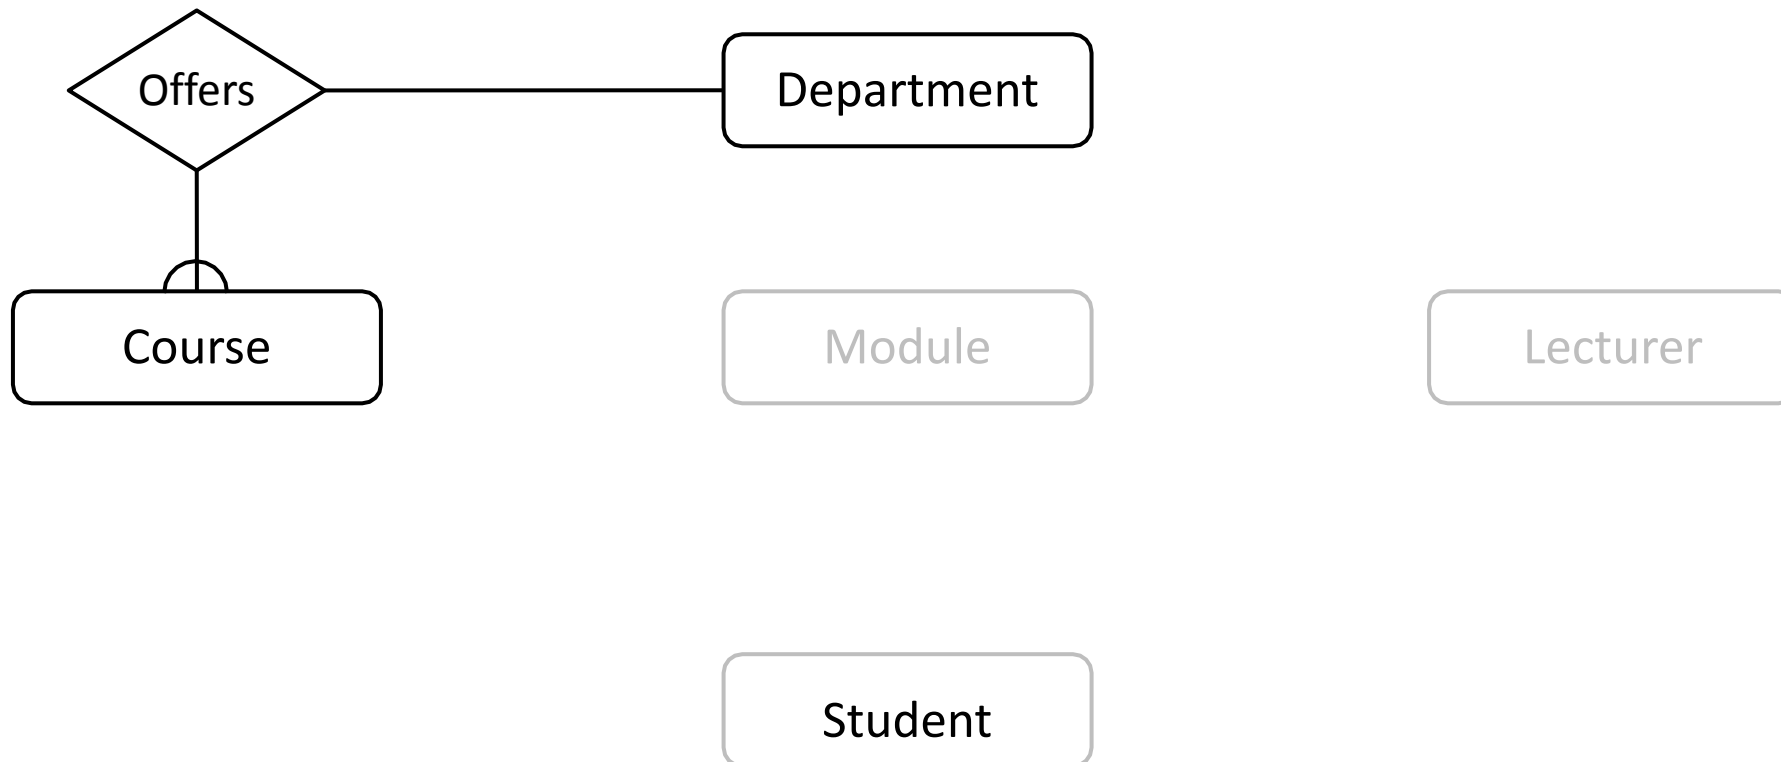 Offers
Department
Course
Module
Lecturer
Student